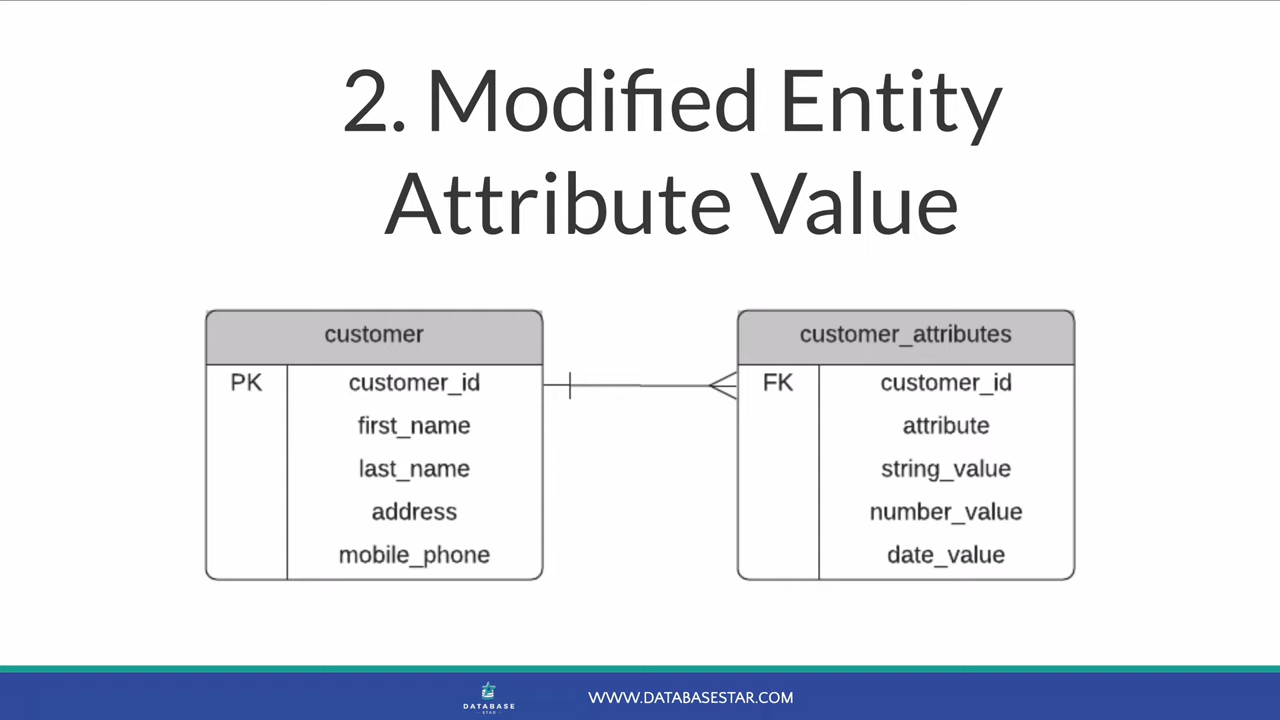 2. Modified Entity
Attribute Value
customer
PK
customer_id
first_name
last_name
address
mobile_phone
customer_attributes
FK
customer_id
attribute
string_value
number_value
date_value
DATABASE
STAR
WWW.DATABASESTAR.COM